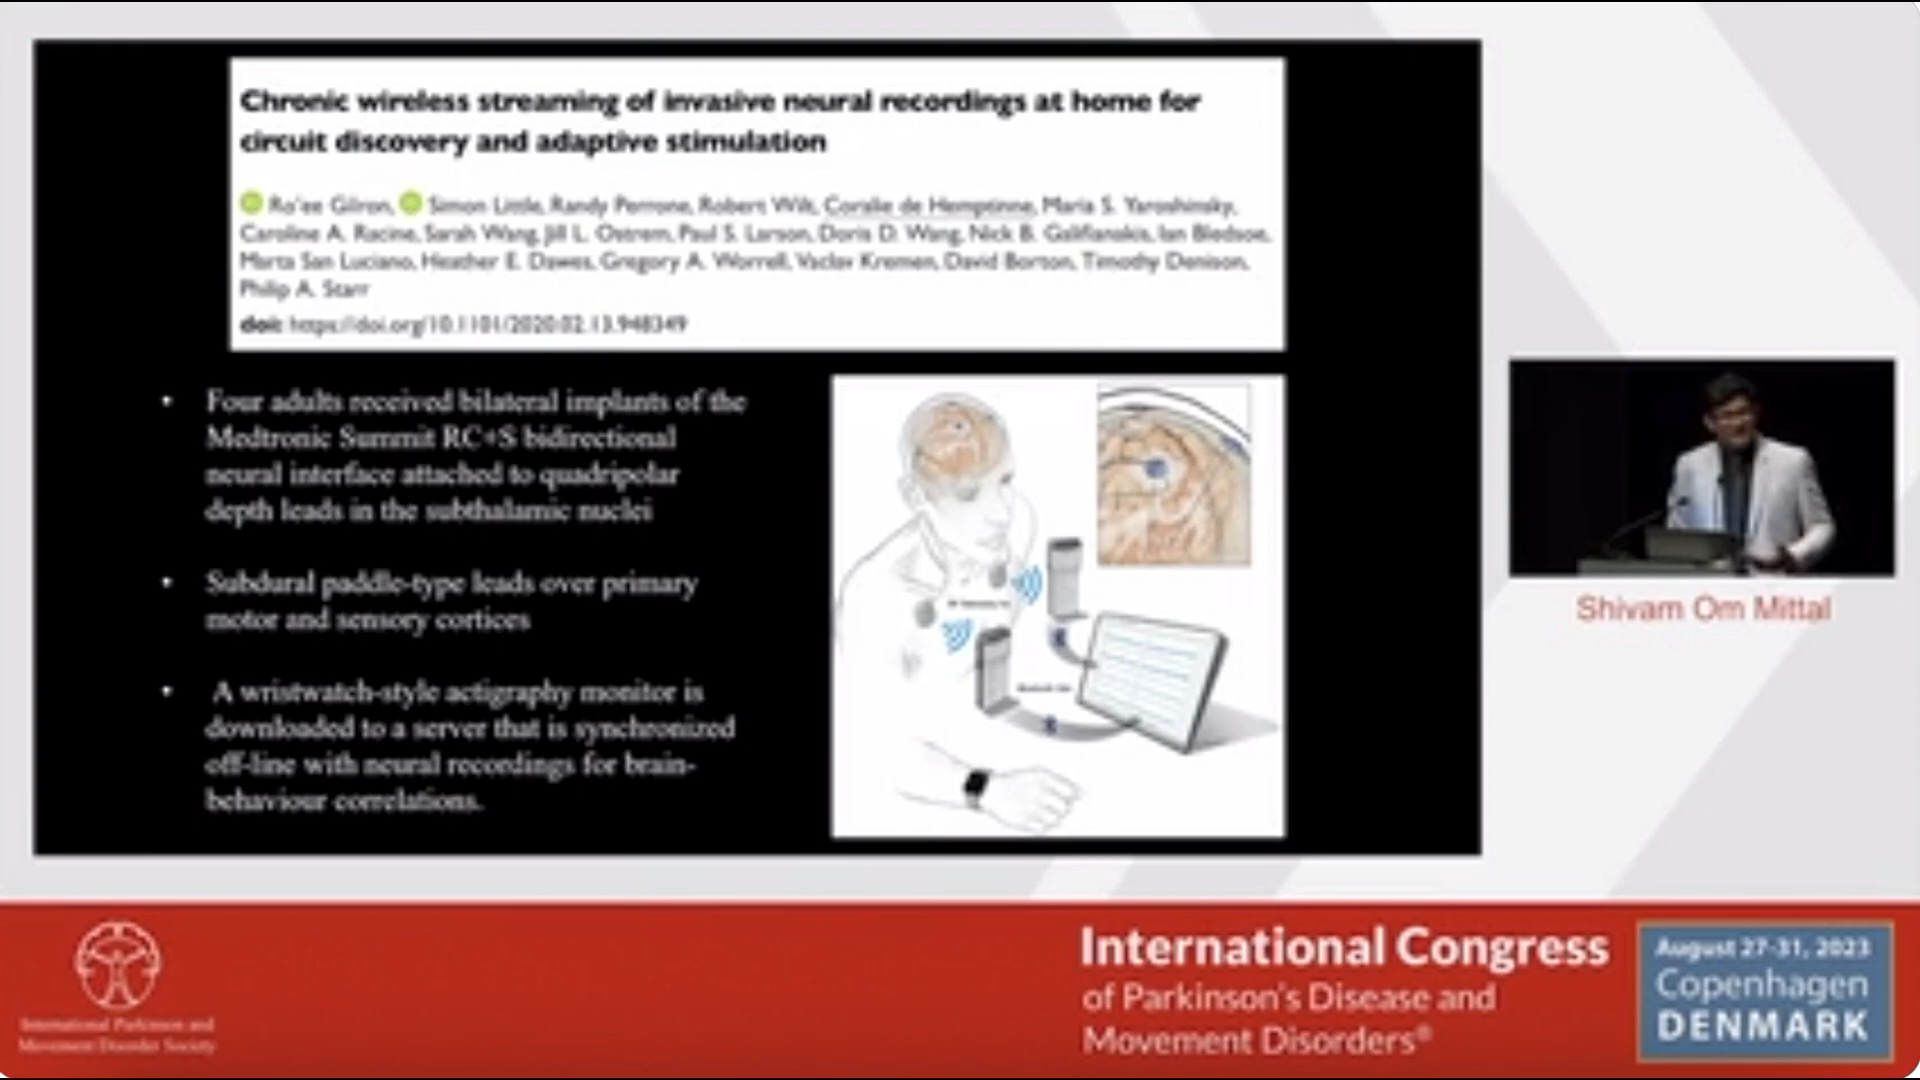 Chronic wireless streaming of invasive neural recordings at home for
circuit discovery and adaptive stimulation
Ro'ee Gilron, Simon Little, Randy Perrone, Robert Wilt, Coralie de Hemptinne, Maria S. Yaroshinsky,
Caroline A. Racine, Sarah Wang, Jill L. Ostrem, Paul S. Larson, Doris D. Wang, Nick B. Galifianakis, Ian Bledsoe,
Marta San Luciano, Heather E. Dawes, Gregory A. Worrell, Vaclav Kremen, David Borton, Timothy Denison,
Philip A. Starr
doi: https://doi.org/10.1101/2020.02.13.948349
• Four adults received bilateral implants of the
Medtronic Summit RC+S bidirectional
neural interface attached to quadripolar
depth leads in the subthalamic nuclei
• Subdural paddle-type leads over primary
motor and sensory cortices
• A wristwatch-style actigraphy monitor is
downloaded to a server that is synchronized
off-line with neural recordings for brain-
behaviour correlations.
Shivam Om Mittal
International Parkinson and
Movement Disorder Society
International Congress
of Parkinson's Disease and
Movement Disorders®
August 27-31, 2023
Copenhagen
DENMARK